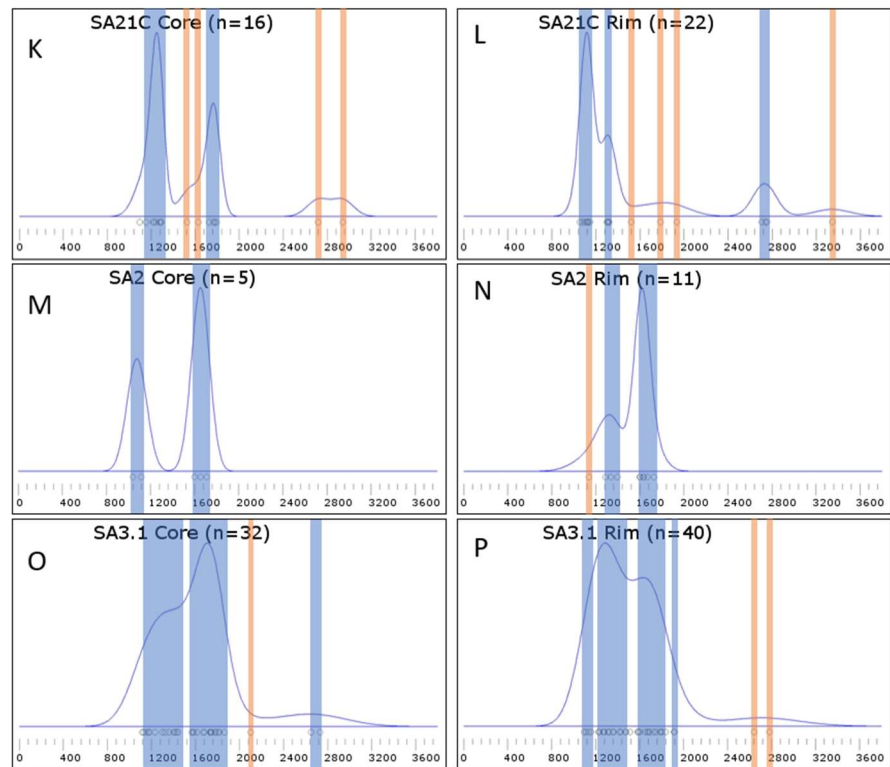 K
SA21C Core (n=16)
0 400 800 1200 1600 2000 2400 2800 3200 3600
L
SA21C Rim (n=22)
0 400 800 1200 1600 2000 2400 2800 3200 3600
M
SA2 Core (n=5)
0 400 800 1200 1600 2000 2400 2800 3200 3600
N
SA2 Rim (n=11)
0 400 800 1200 1600 2000 2400 2800 3200 3600
O
SA3.1 Core (n=32)
0 400 800 1200 1600 2000 2400 2800 3200 3600
P
SA3.1 Rim (n=40)
0 400 800 1200 1600 2000 2400 2800 3200 3600